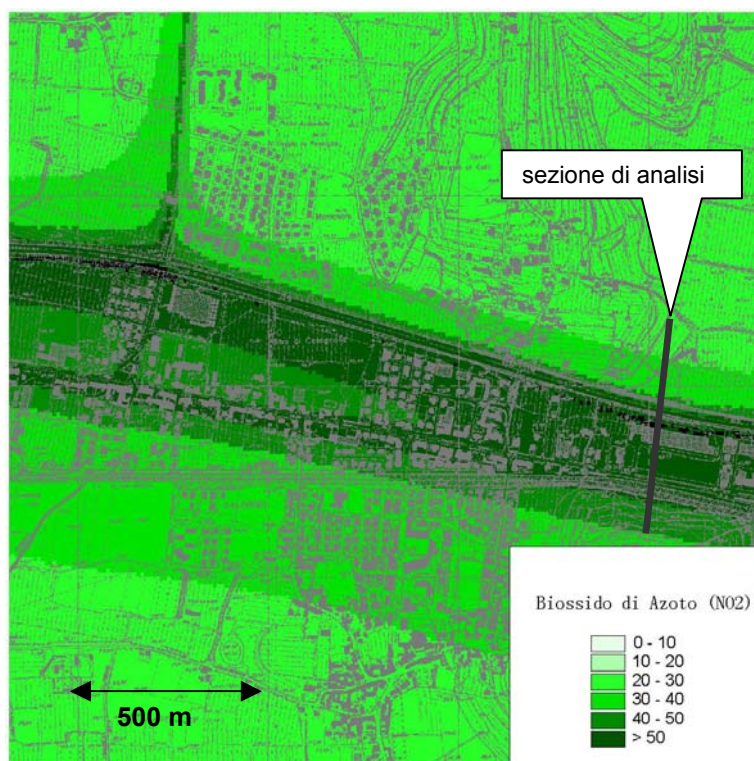 sezione di analisi
500 m
Biossido di Azoto (NO2)
0 - 10
10 - 20
20 - 30
30 - 40
40 - 50
> 50